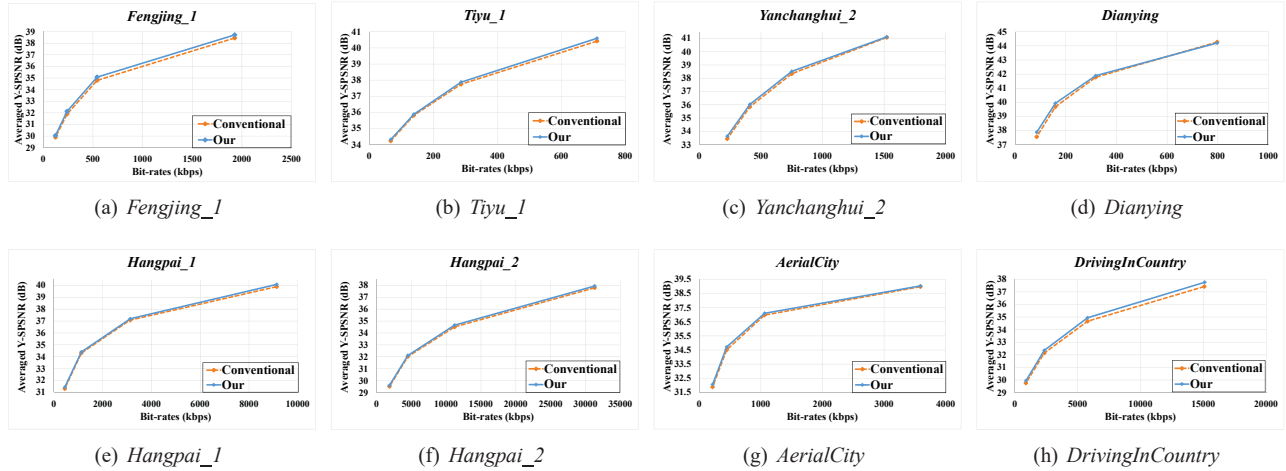 Fengjing_1
Averaged Y-SPSNR (dB)
39
38
37
36
35
34
33
32
31
30
29
0 500 1000 1500 2000 2500
Bit-rates (kbps)
Conventional
Our
(a) Fengjing_1
Tiyu_1
Averaged Y-SPSNR (dB)
41
40
39
38
37
36
35
34
0 200 400 600 800
Bit-rates (kbps)
Conventional
Our
(b) Tiyu_1
Yanchanghui_2
Averaged Y-SPSNR (dB)
41
40
39
38
37
36
35
34
33
0 500 1000 1500 2000
Bit-rates (kbps)
Conventional
Our
(c) Yanchanghui_2
Dianying
Averaged Y-SPSNR (dB)
45
44
43
42
41
40
39
38
37
34
0 200 400 600 800 1000
Bit-rates (kbps)
Conventional
Our
(d) Dianying
Hangpai_1
Averaged Y-SPSNR (dB)
40
39
38
37
36
35
34
33
32
31
0 2000 4000 6000 8000 10000
Bit-rates (kbps)
Conventional
Our
(e) Hangpai_1
Hangpai_2
Averaged Y-SPSNR (dB)
38
37
36
35
34
33
32
31
30
29
0 5000 10000 15000 20000 25000 30000 35000
Bit-rates (kbps)
Conventional
Our
(f) Hangpai_2
AerialCity
Averaged Y-SPSNR (dB)
39.5
38.5
37.5
36.5
35.5
34.5
33.5
32.5
31.5
0 1000 2000 3000 4000
Bit-rates (kbps)
Conventional
Our
(g) AerialCity
DrivingInCountry
Averaged Y-SPSNR (dB)
38
37
36
35
34
33
32
31
30
29
0 5000 10000 15000 20000
Bit-rates (kbps)
Conventional
Our
(h) DrivingInCountry